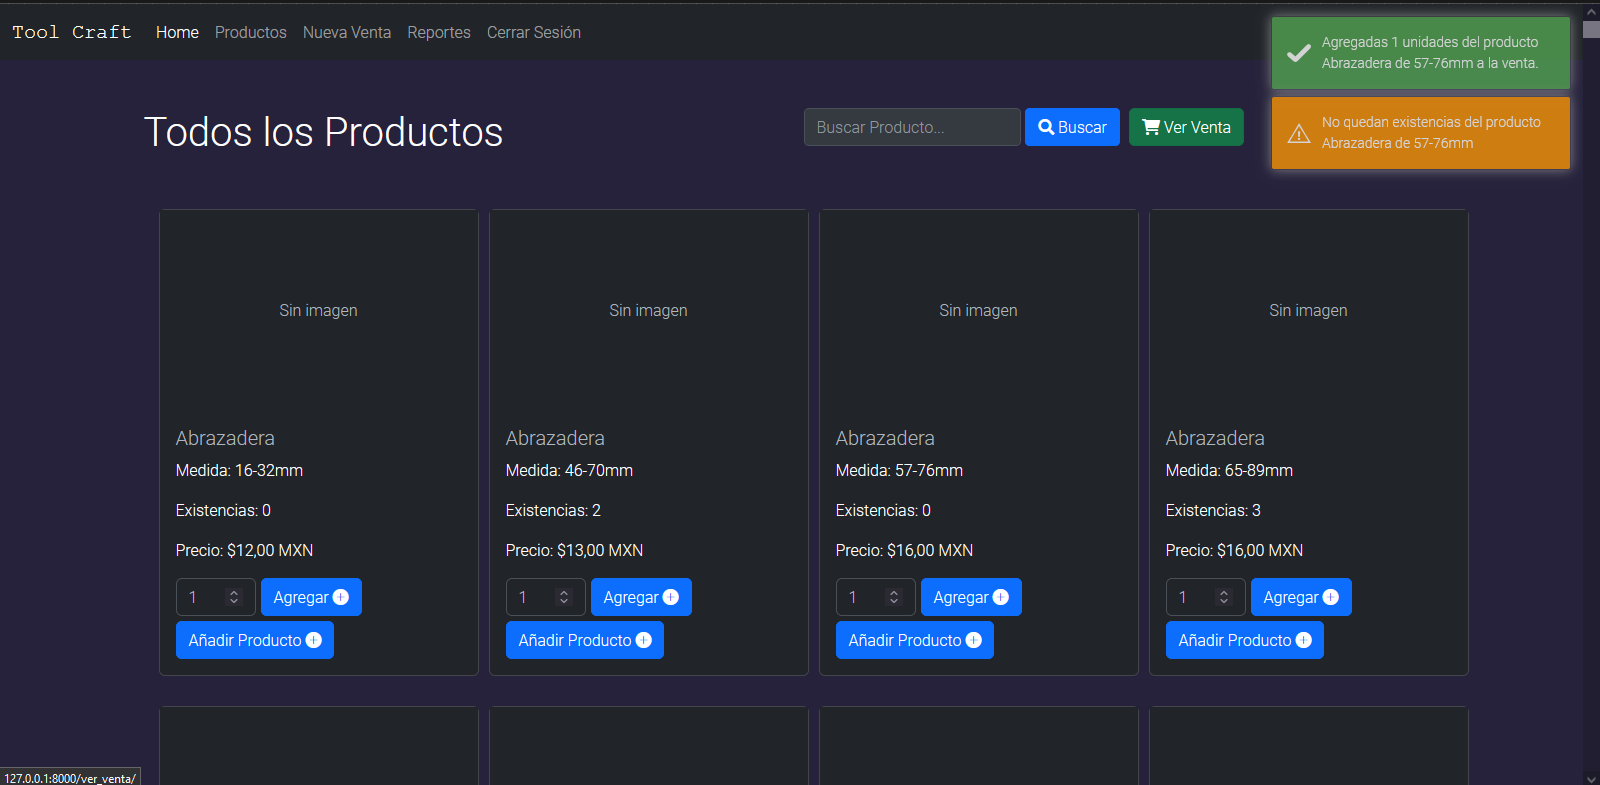 Tool Craft Home Productos Nueva Venta Reportes Cerrar Sesión
Agregadas 1 unidades del producto
Abrazadera de 57-76mm a la venta.
No quedan existencias del producto
Abrazadera de 57-76mm
Todos los Productos
Buscar Producto... Buscar Ver Venta
Sin imagen
Abrazadera
Medida: 16-32mm
Existencias: 0
Precio: $12,00 MXN
1 Agregar
Añadir Producto
Sin imagen
Abrazadera
Medida: 46-70mm
Existencias: 2
Precio: $13,00 MXN
1 Agregar
Añadir Producto
Sin imagen
Abrazadera
Medida: 57-76mm
Existencias: 0
Precio: $16,00 MXN
1 Agregar
Añadir Producto
Sin imagen
Abrazadera
Medida: 65-89mm
Existencias: 3
Precio: $16,00 MXN
1 Agregar
Añadir Producto
127.0.0.1:8000/ver_venta/